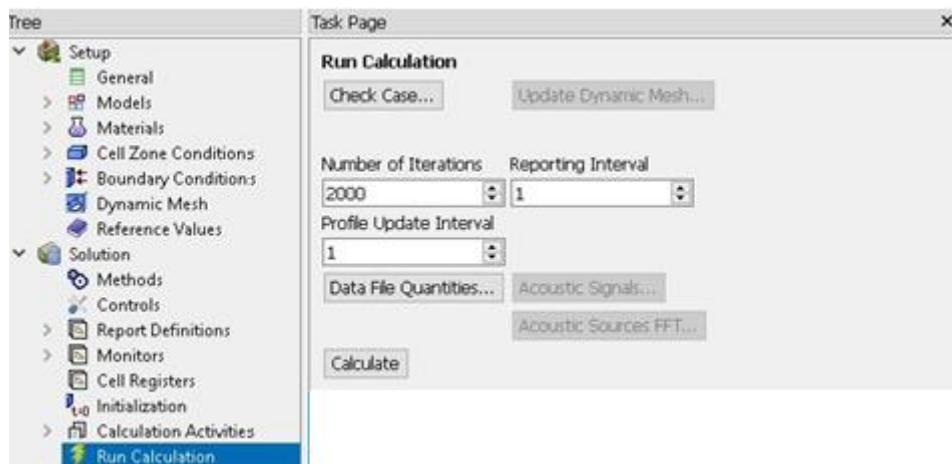 Tree
Setup
General
Models
Materials
Cell Zone Conditions
Boundary Conditions
Dynamic Mesh
Reference Values
Solution
Methods
Controls
Report Definitions
Monitors
Cell Registers
t=0 Initialization
Calculation Activities
Run Calculation
Task Page
Run Calculation
Check Case... Update Dynamic Mesh...
Number of Iterations Reporting Interval
2000 1
Profile Update Interval
1
Data File Quantities... Acoustic Signals...
Acoustic Sources FFT...
Calculate